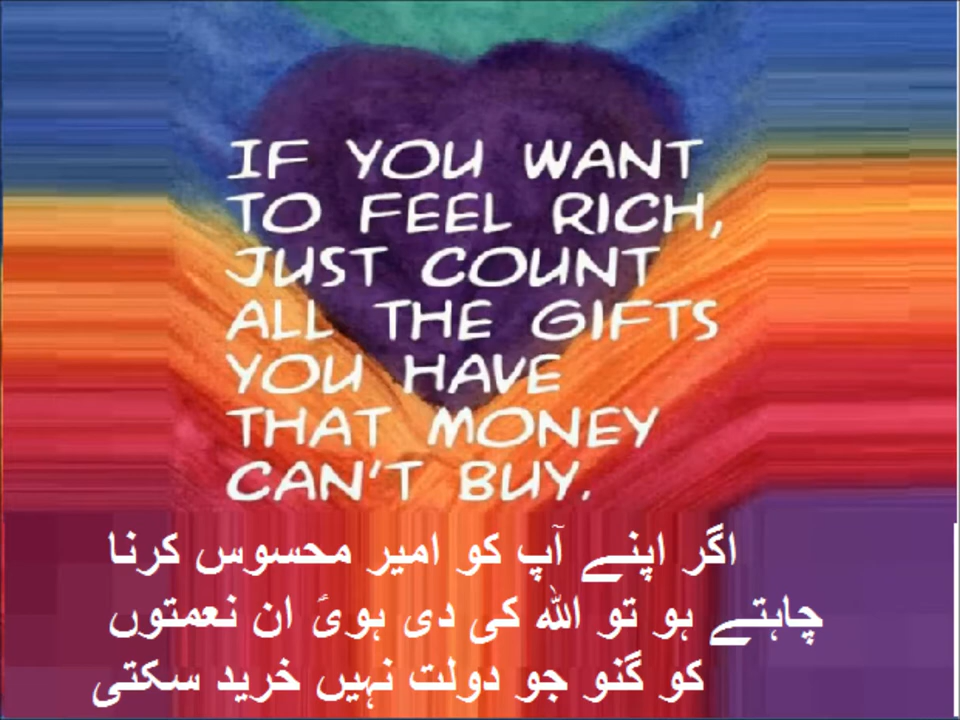 IF YOU WANT
TO FEEL RICH,
JUST COUNT
ALL THE GIFTS
YOU HAVE
THAT MONEY
CAN'T BUY.
اگر اپنے آپ کو امیر محسوس کرنا
چاہتے ہو تو اللہ کی دی ہویٔ ان نعمتوں
کو گنو جو دولت نہیں خرید سکتی